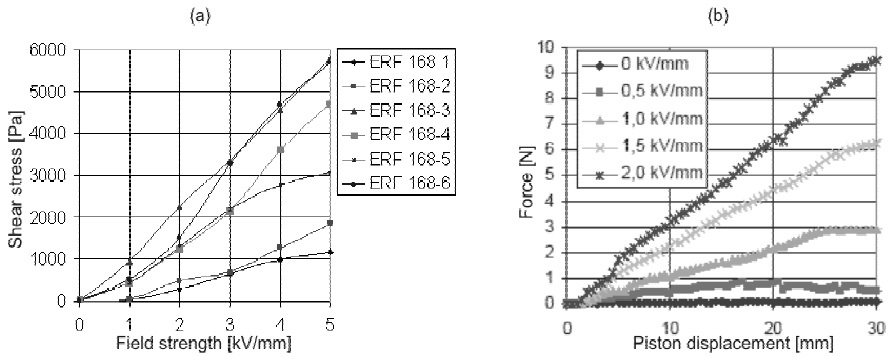 (a)
Shear stress [Pa]
6000
5000
4000
3000
2000
1000
0
0 1 2 3 4 5
Field strength [kV/mm]
ERF 168 1
ERF 168-2
ERF 168-3
ERF 168-4
ERF 168-5
ERF 168-6
(b)
Force [N]
10
9
8
7
6
5
4
3
2
1
0
0 10 20 30
Piston displacement [mm]
0 kV/mm
0,5 kV/mm
1,0 kV/mm
1,5 kV/mm
2,0 kV/mm